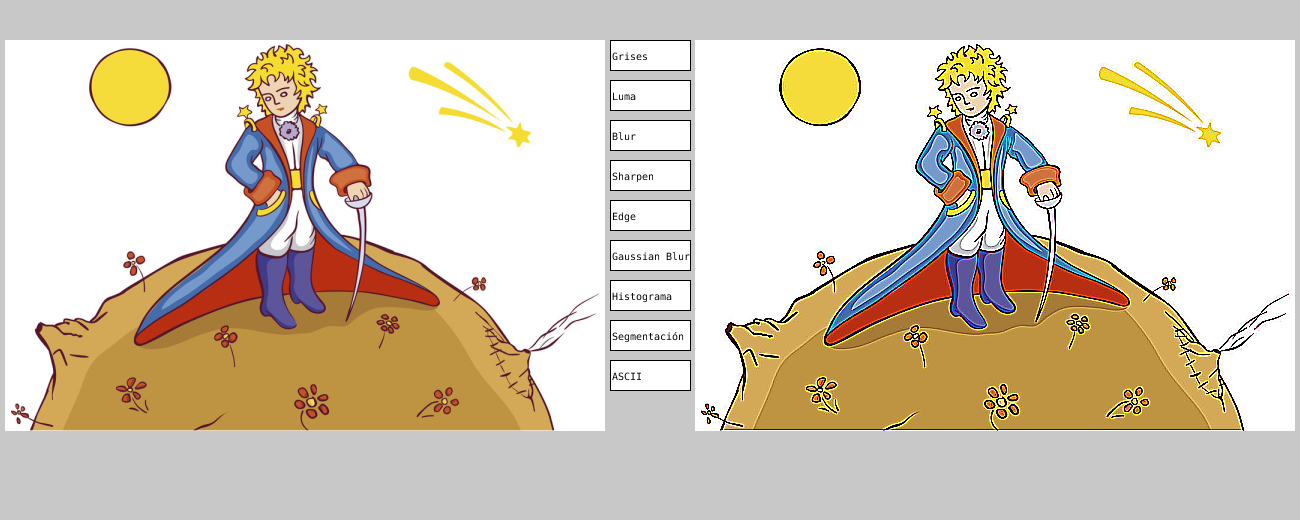 Grises
Luma
Blur
Sharpen
Edge
Gaussian Blur
Histograma
Segmentación
ASCII